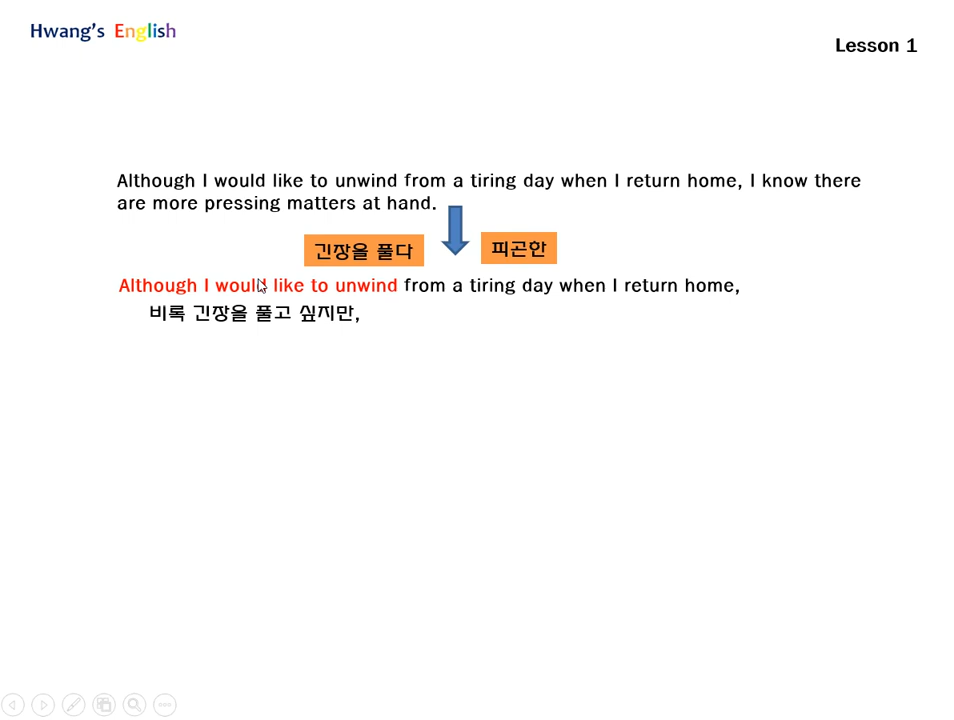 Hwang's English
Lesson 1
Although I would like to unwind from a tiring day when I return home, I know there
are more pressing matters at hand.
긴장을 풀다
피곤한
Although I would like to unwind from a tiring day when I return home,
비록 긴장을 풀고 싶지만,